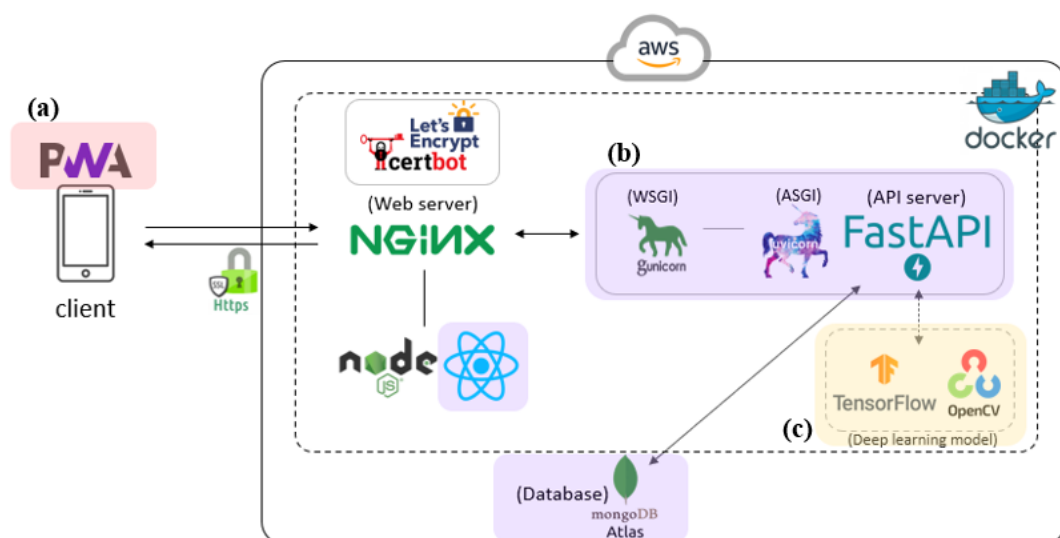 aws
docker
(a)
PWA
client
SSL
Https
Let's
Encrypt
certbot
(Web server)
NGINX
node
JS
(b)
(WSGI)
gunicorn
(ASGI)
uvicorn
(API server)
FastAPI
TensorFlow
OpenCV
(c)
(Deep learning model)
(Database)
mongoDB
Atlas